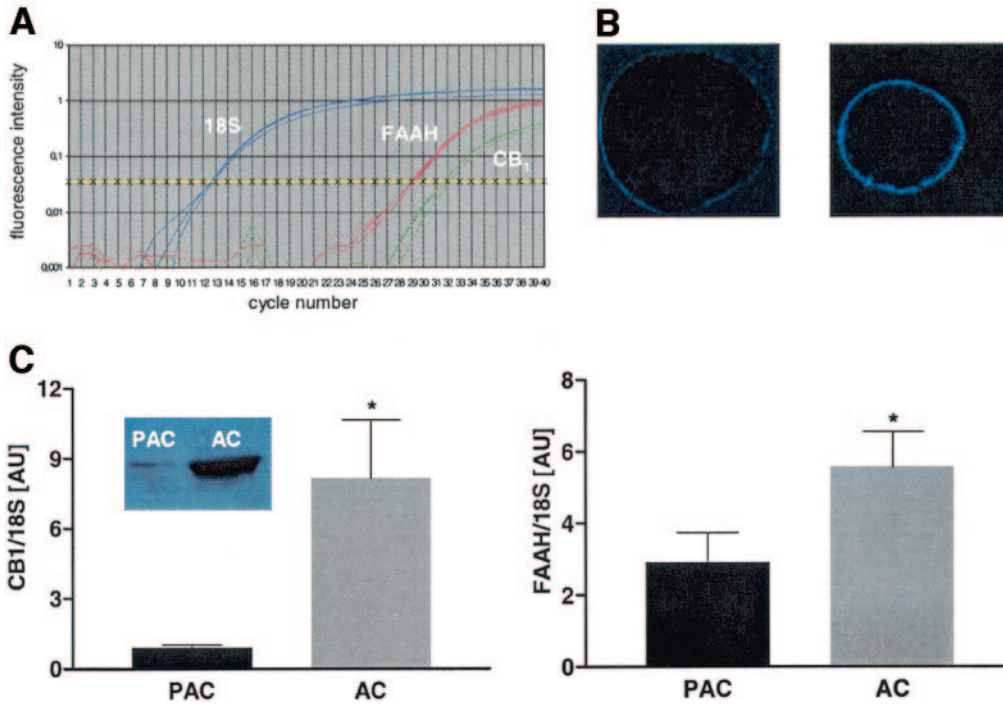 A
fluorescence intensity
10
1
0,1
0,01
0,001
18S
FAAH
CB1
1 2 3 4 5 6 7 8 9 10 11 12 13 14 15 16 17 18 19 20 21 22 23 24 25 26 27 28 29 30 31 32 33 34 35 36 37 38 39 40
cycle number
B
C
CB1/18S [AU]
12
9
6
3
0
PAC AC
*
PAC AC
FAAH/18S [AU]
8
6
4
2
0
*
PAC AC